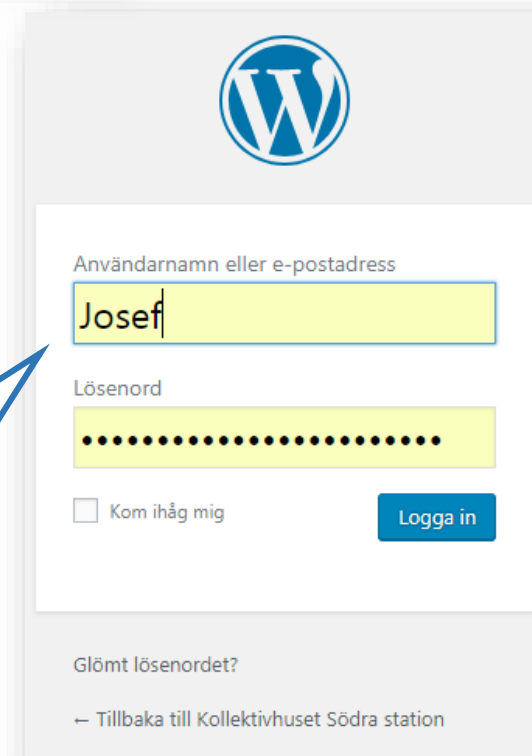 Användarnamn eller e-postadress
Josef
Lösenord
••••••••••••••••••••••••
Kom ihåg mig
Logga in
Glömt lösenordet?
← Tillbaka till Kollektivhuset Södra station